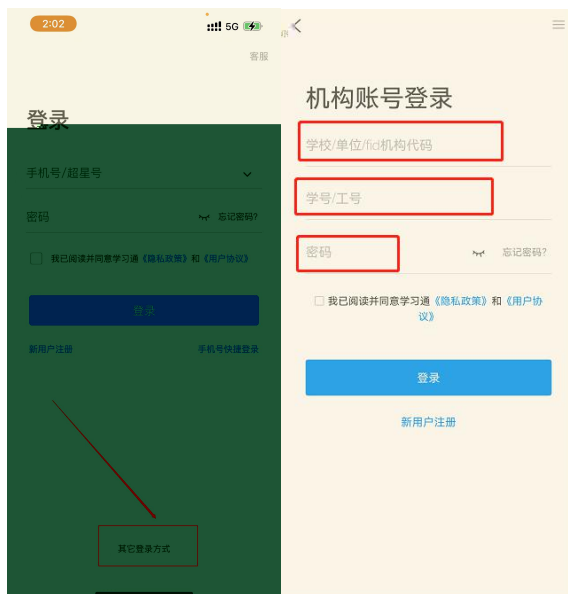 2:02
5G
客服
登录
手机号/超星号
密码
忘记密码?
我已阅读并同意学习通《隐私政策》和《用户协议》
登录
新用户注册
手机号快捷登录
其它登录方式
机构账号登录
学校/单位/fid机构代码
学号/工号
密码
忘记密码?
我已阅读并同意学习通《隐私政策》和《用户协
议》
登录
新用户注册